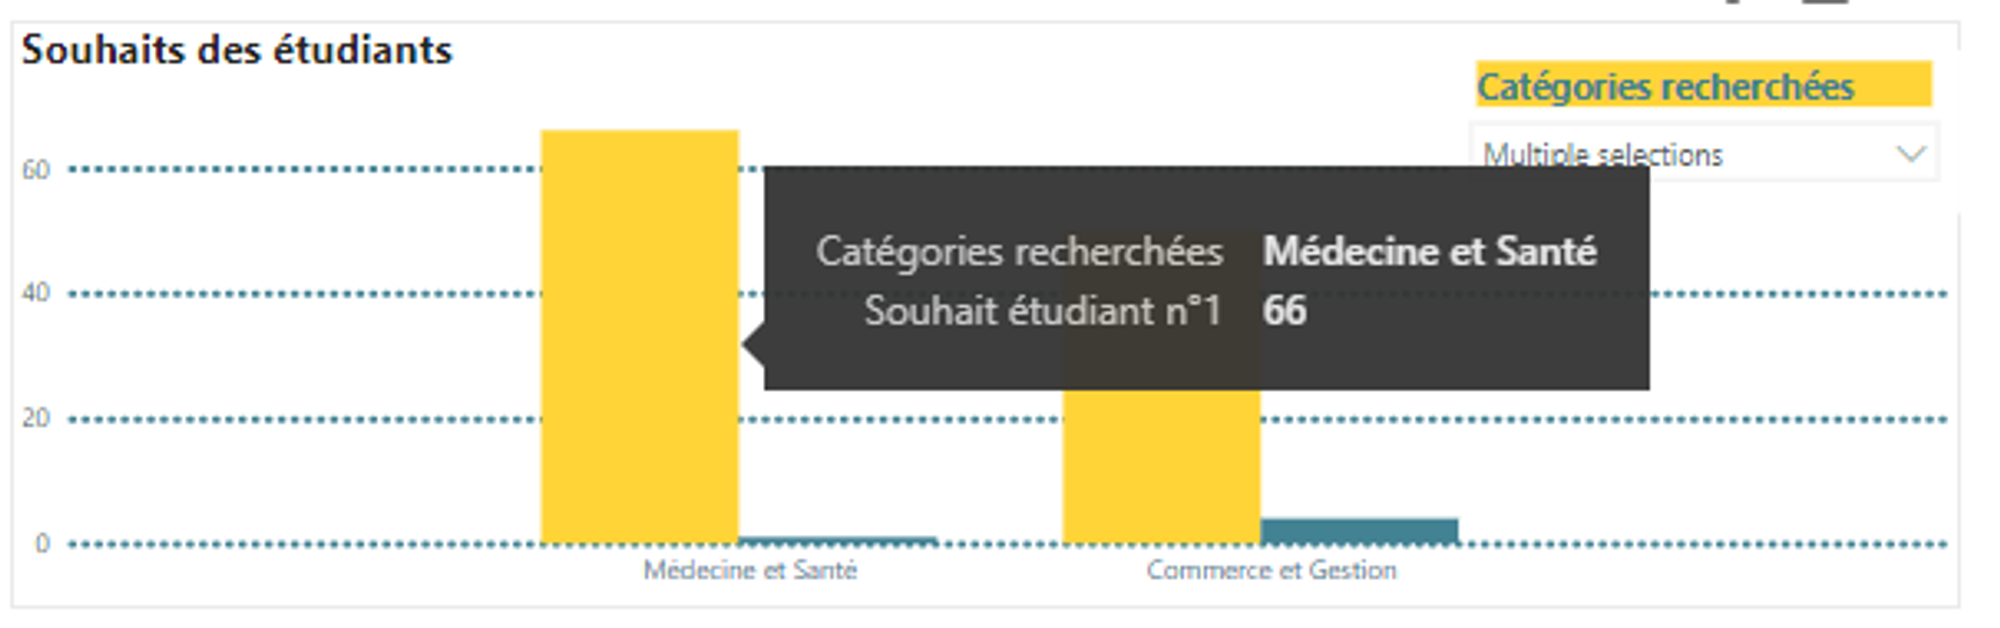 Souhaits des étudiants
Catégories recherchées
Multiple selections
60
Catégories recherchées Médecine et Santé
40
Souhait étudiant n°1 66
20
0
Médecine et Santé Commerce et Gestion